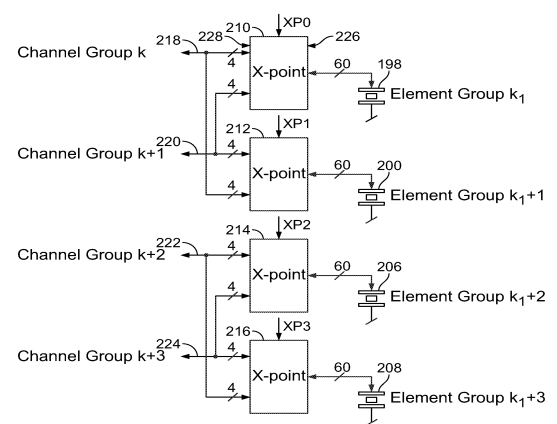 210 XP0
Channel Group k 218 228 226
4 X-point 60 198
4 Element Group k₁
212 XP1
Channel Group k+1 220 4 60 200
X-point
4 Element Group k₁+1
214 XP2
Channel Group k+2 222 4 60 206
X-point
4 Element Group k₁+2
216 XP3
Channel Group k+3 224 4 60 208
X-point
4 Element Group k₁+3